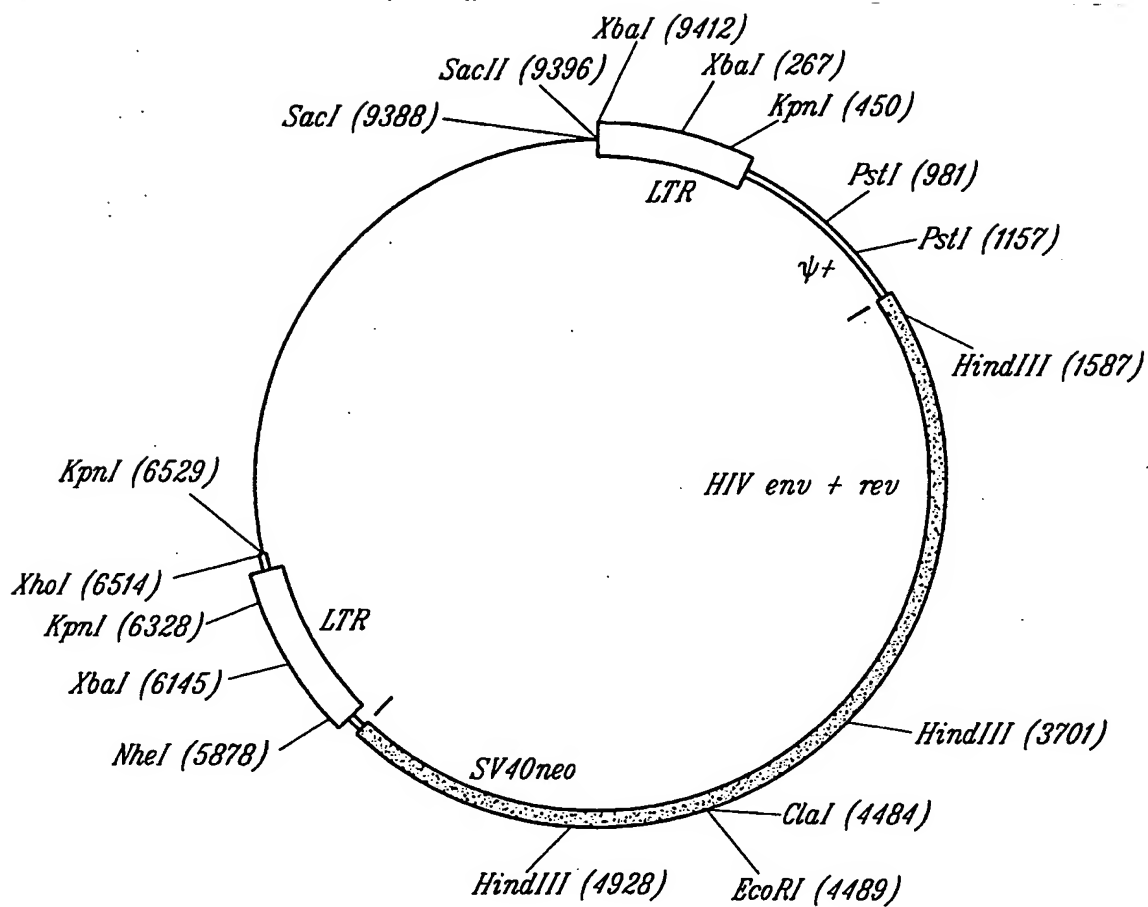 XbaI (9412)
SacII (9396)
XbaI (267)
SacI (9388)
KpnI (450)
LTR
PstI (981)
PstI (1157)
ψ+
HindIII (1587)
HIV env + rev
KpnI (6529)
XhoI (6514)
KpnI (6328)
LTR
XbaI (6145)
NheI (5878)
SV40neo
HindIII (3701)
ClaI (4484)
HindIII (4928)
EcoRI (4489)